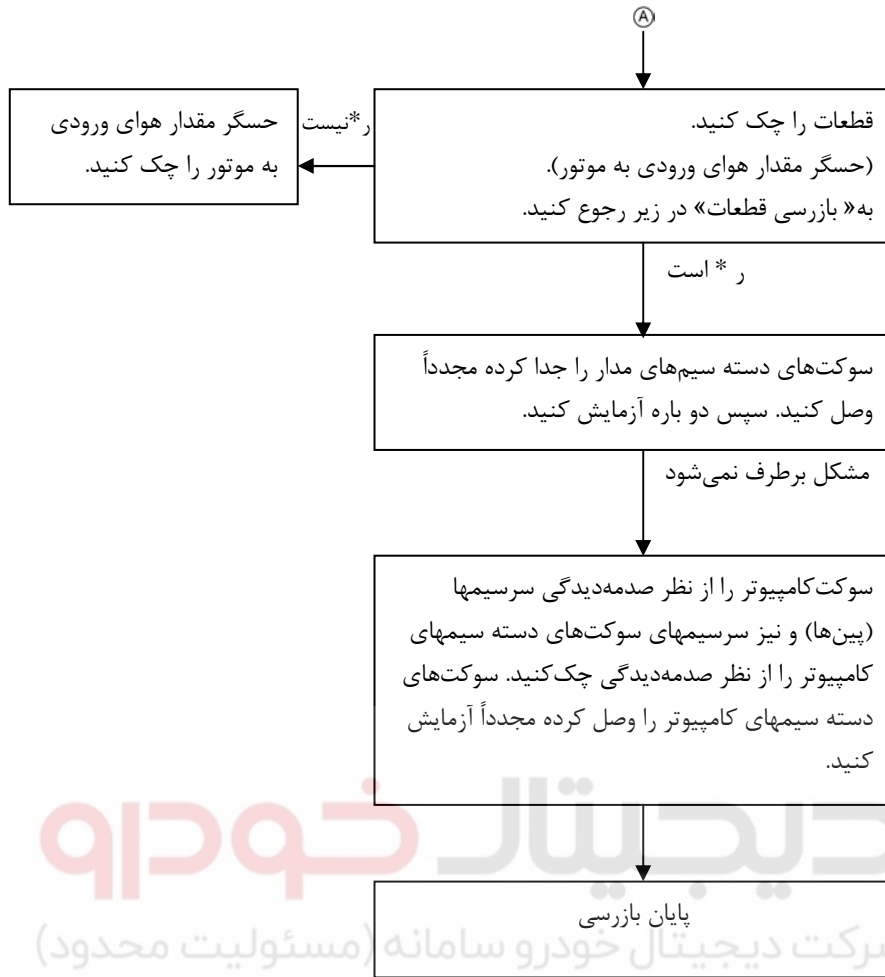 Ⓐ
قطعات را چک کنید.
(حسگر مقدار هوای ورودی به موتور).
به« بازرسی قطعات» در زیر رجوع کنید.
ر*نیست
حسگر مقدار هوای ورودی
به موتور را چک کنید.
ر * است
سوکت‌های دسته سیم‌های مدار را جدا کرده مجدداً
وصل کنید. سپس دو باره آزمایش کنید.
مشکل برطرف نمی‌شود
سوکت‌کامپیوتر را از نظر صدمه‌دیدگی سرسیمها
(پین‌ها) و نیز سرسیمهای سوکت‌های دسته سیمهای
کامپیوتر را از نظر صدمه‌دیدگی چک‌کنید. سوکت‌های
دسته سیمهای کامپیوتر را وصل کرده مجدداً آزمایش
کنید.
دیجیتال خودرو
پایان بازرسی
شرکت دیجیتال خودرو سامانه (مسئولیت محدود)